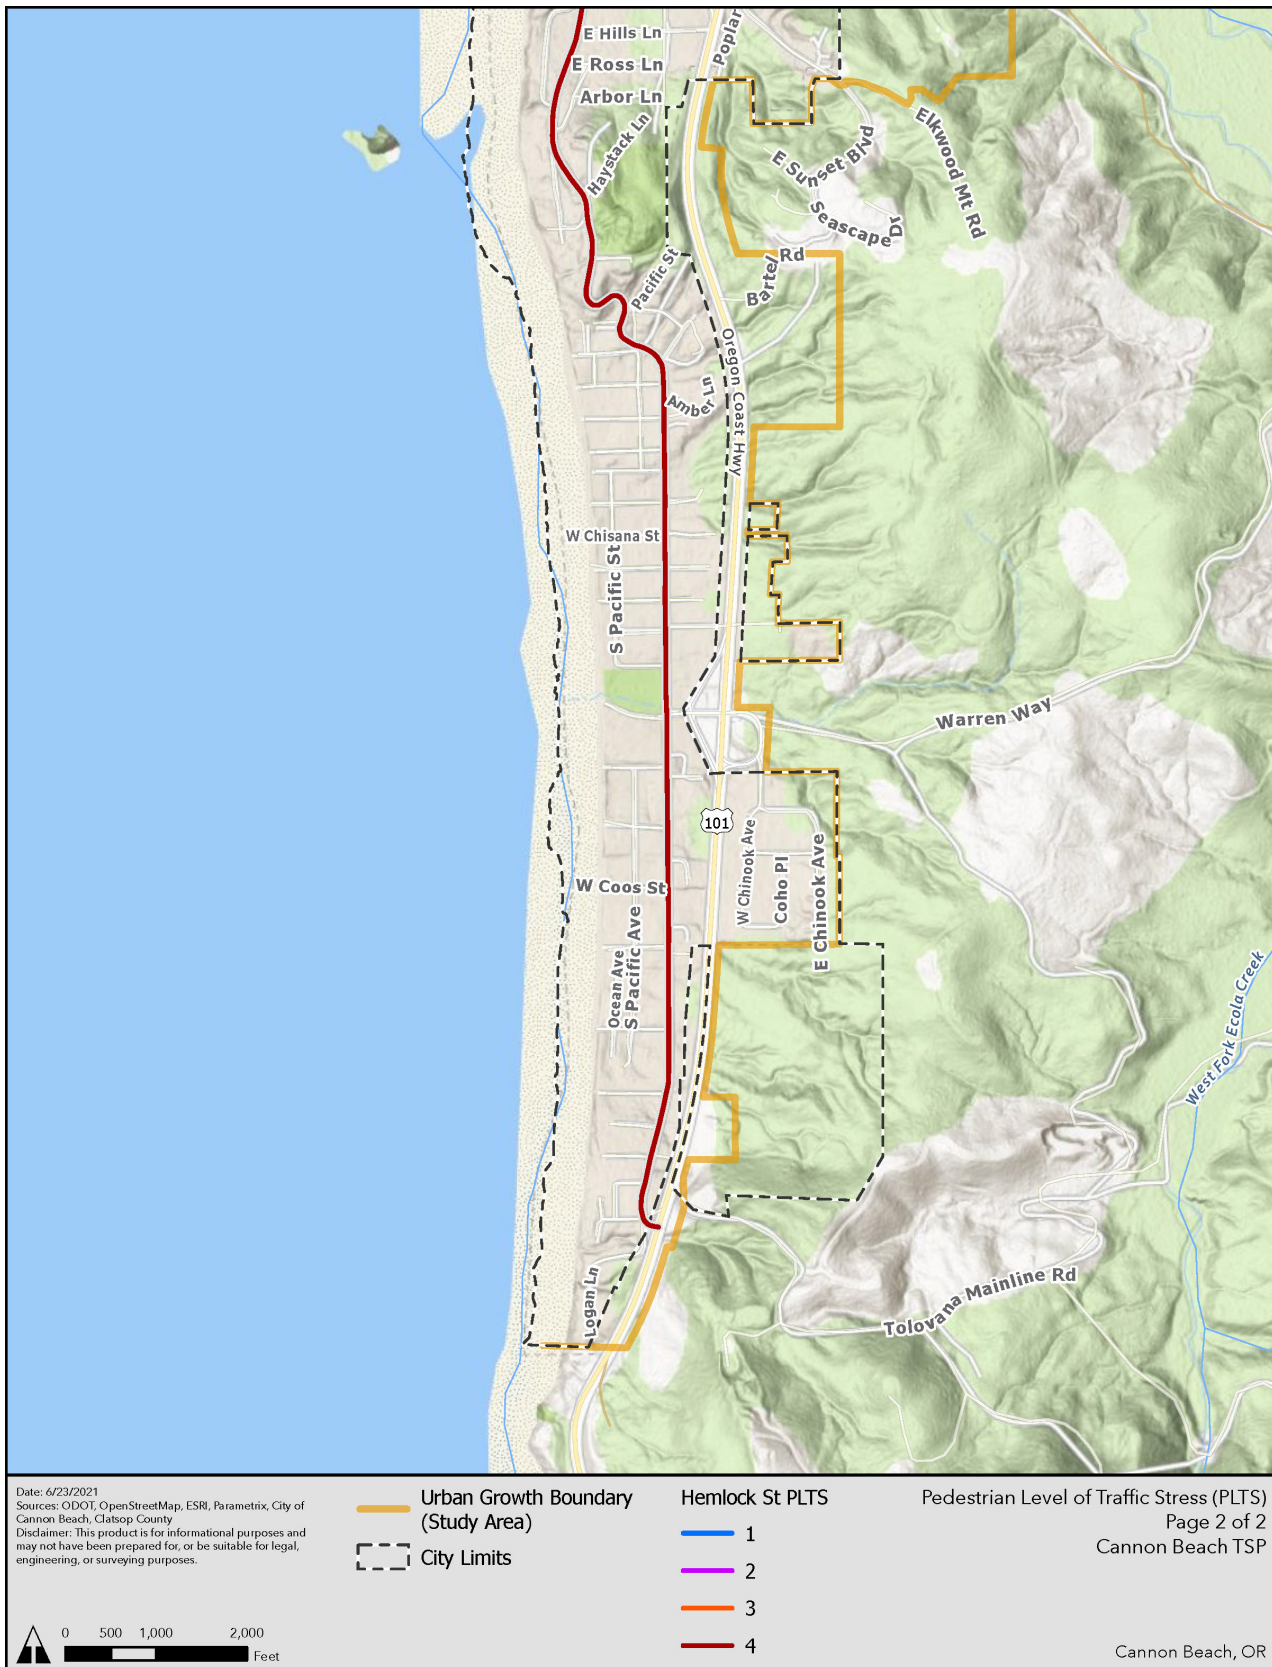 E Hills Ln
Poplar
E Ross Ln
Arbor Ln
Haystack Ln
Elkwood Mt Rd
E Sunset Blvd
Seascape Dr
Pacific St
Bartel Rd
Oregon Coast Hwy
Amber Ln
W Chisana St
S Pacific St
Warren Way
101
W Chinook Ave
Coho Pl
E Chinook Ave
W Coos St
S Pacific Ave
Ocean Ave
West Fork Ecola Creek
Tolovana Mainline Rd
Logan Ln
Date: 6/23/2021
Sources: ODOT, OpenStreetMap, ESRI, Parametrix, City of
Cannon Beach, Clatsop County
Disclaimer: This product is for informational purposes and
may not have been prepared for, or be suitable for legal,
engineering, or surveying purposes.
0 500 1,000 2,000
Feet
Urban Growth Boundary
(Study Area)
City Limits
Hemlock St PLTS
1
2
3
4
Pedestrian Level of Traffic Stress (PLTS)
Page 2 of 2
Cannon Beach TSP
Cannon Beach, OR